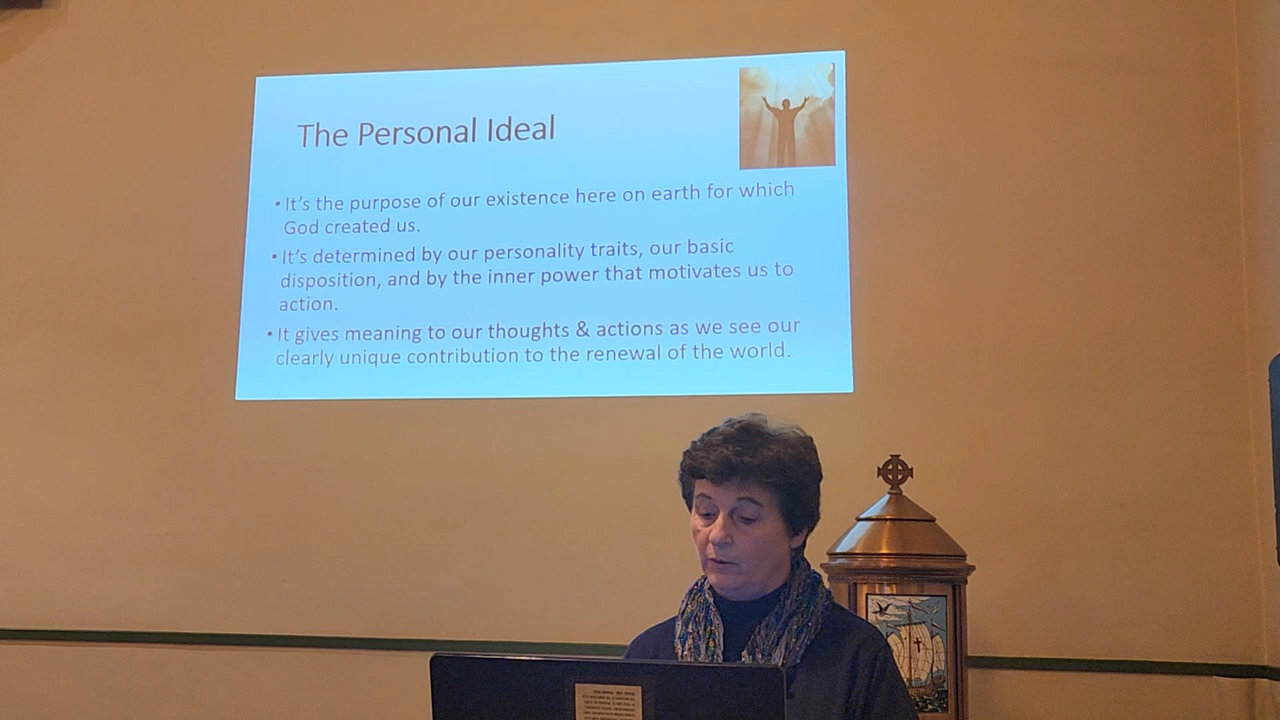 The Personal Ideal
• It's the purpose of our existence here on earth for which
God created us.
• It's determined by our personality traits, our basic
disposition, and by the inner power that motivates us to
action.
• It gives meaning to our thoughts & actions as we see our
clearly unique contribution to the renewal of the world.